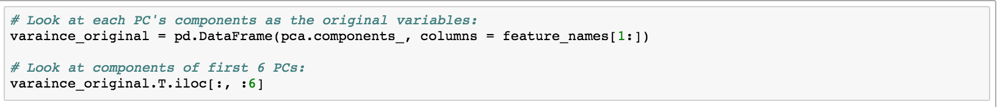 # Look at each PC's components as the original variables:
varaince_original = pd.DataFrame(pca.components_, columns = feature_names[1:])
# Look at components of first 6 PCs:
varaince_original.T.iloc[:, :6]